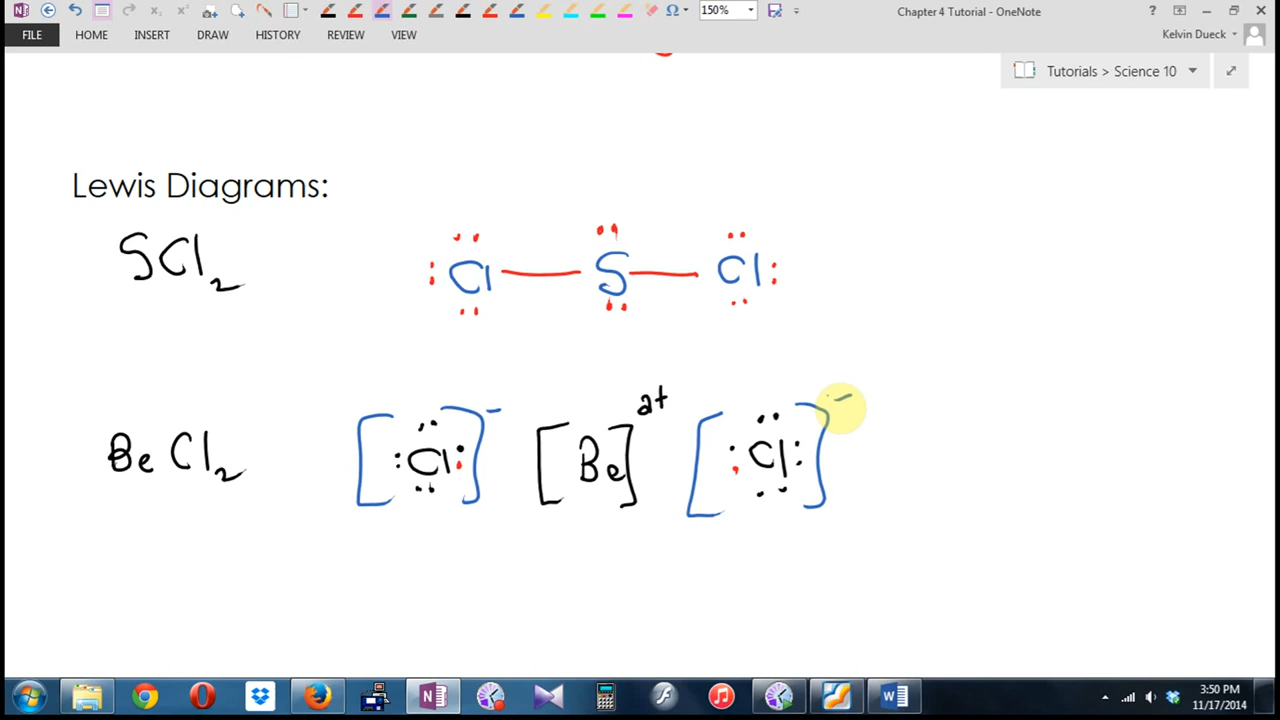 150% Chapter 4 Tutorial - OneNote ?
FILE HOME INSERT DRAW HISTORY REVIEW VIEW Kelvin Dueck
Tutorials > Science 10
Lewis Diagrams:
SCl2 Cl S Cl
BeCl2 [Cl]- [Be]2+ [Cl]-
3:50 PM
11/17/2014